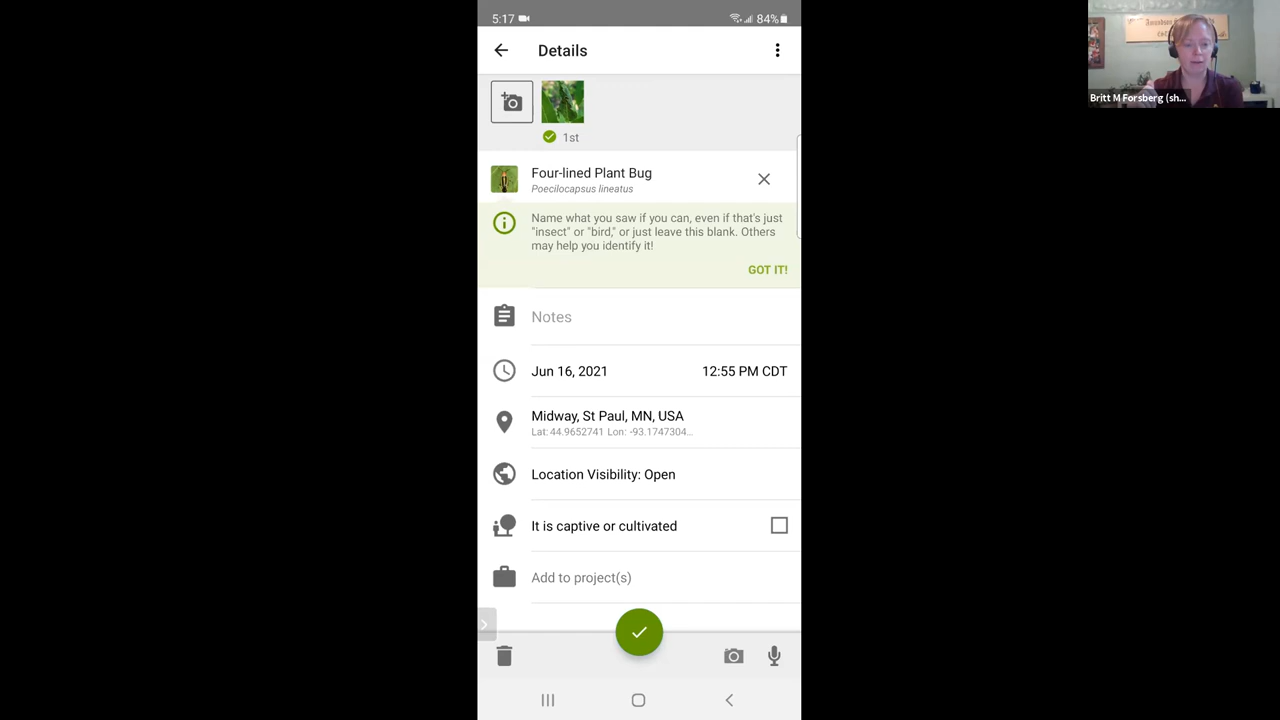 5:17
84%
Details
1st
Four-lined Plant Bug
Poecilocapsus lineatus
Name what you saw if you can, even if that's just
"insect" or "bird," or just leave this blank. Others
may help you identify it!
GOT IT!
Notes
Jun 16, 2021 12:55 PM CDT
Midway, St Paul, MN, USA
Lat: 44.9652741 Lon: -93.1747304...
Location Visibility: Open
It is captive or cultivated
Add to project(s)
Britt M Forsberg (sh...